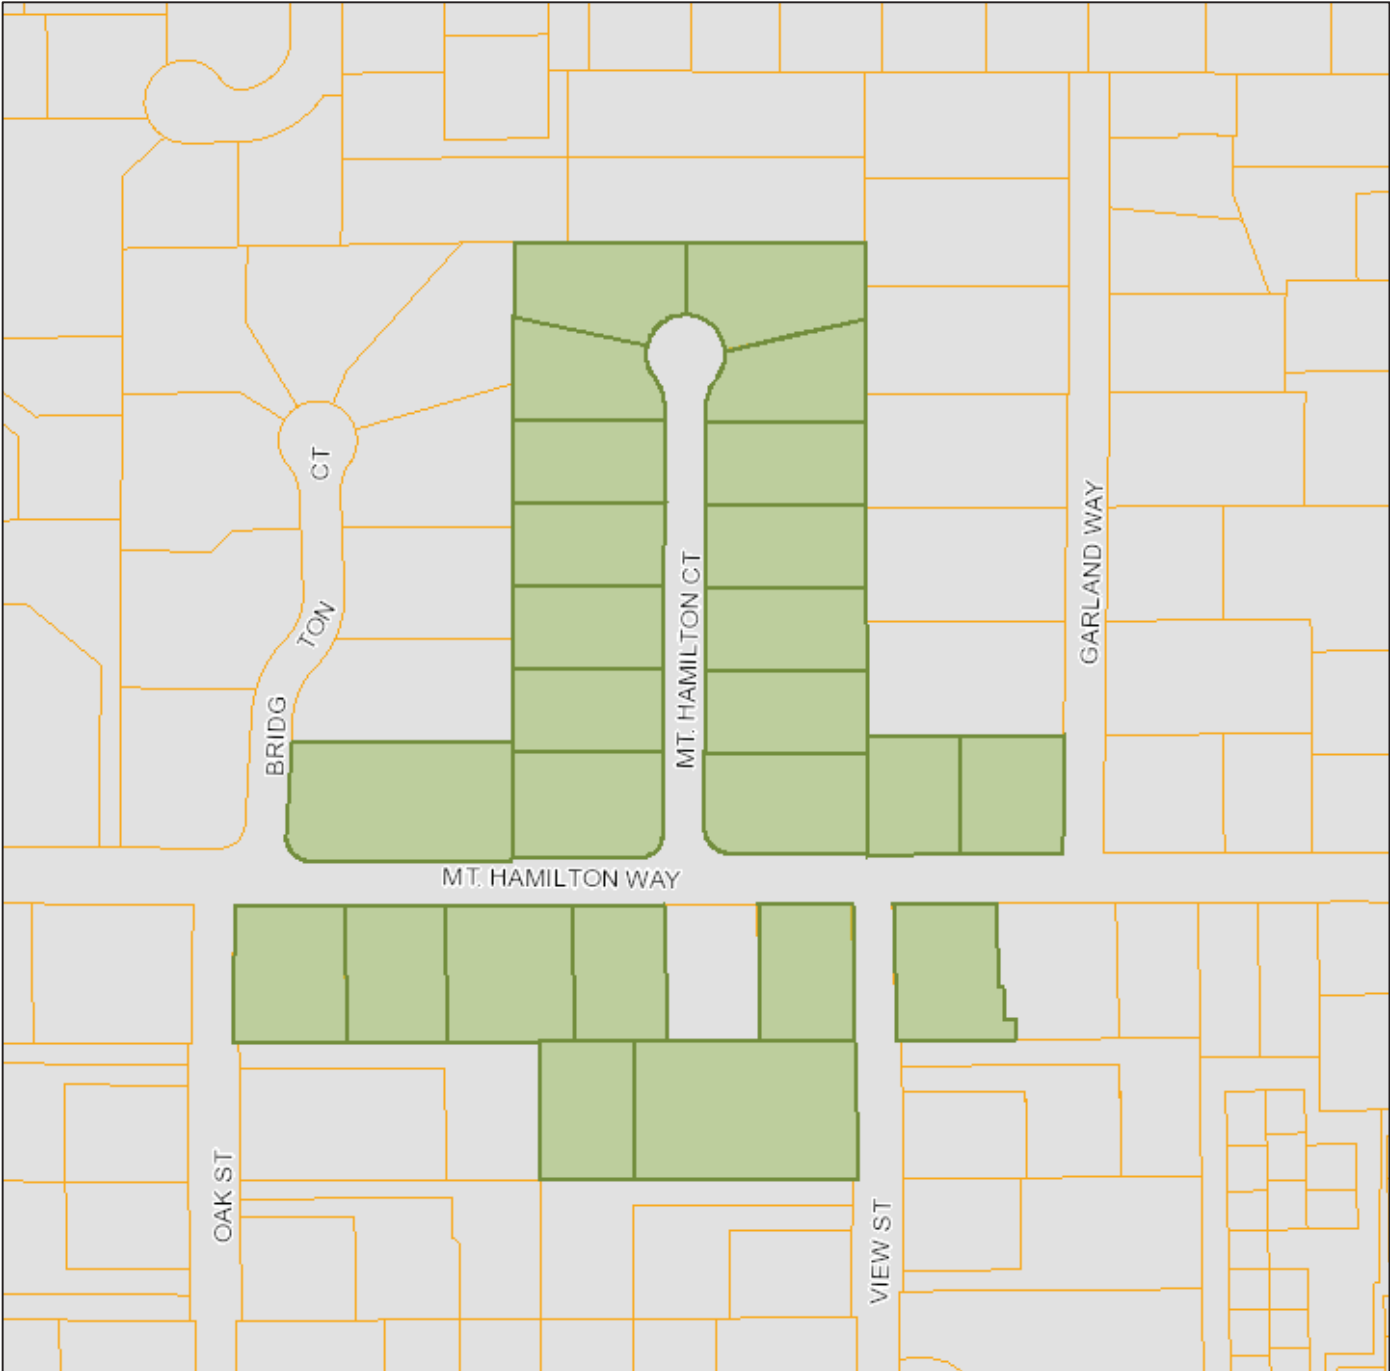 CT
GARLAND WAY
TON
MT. HAMILTON CT
BRIDG
MT. HAMILTON WAY
OAK ST
VIEW ST